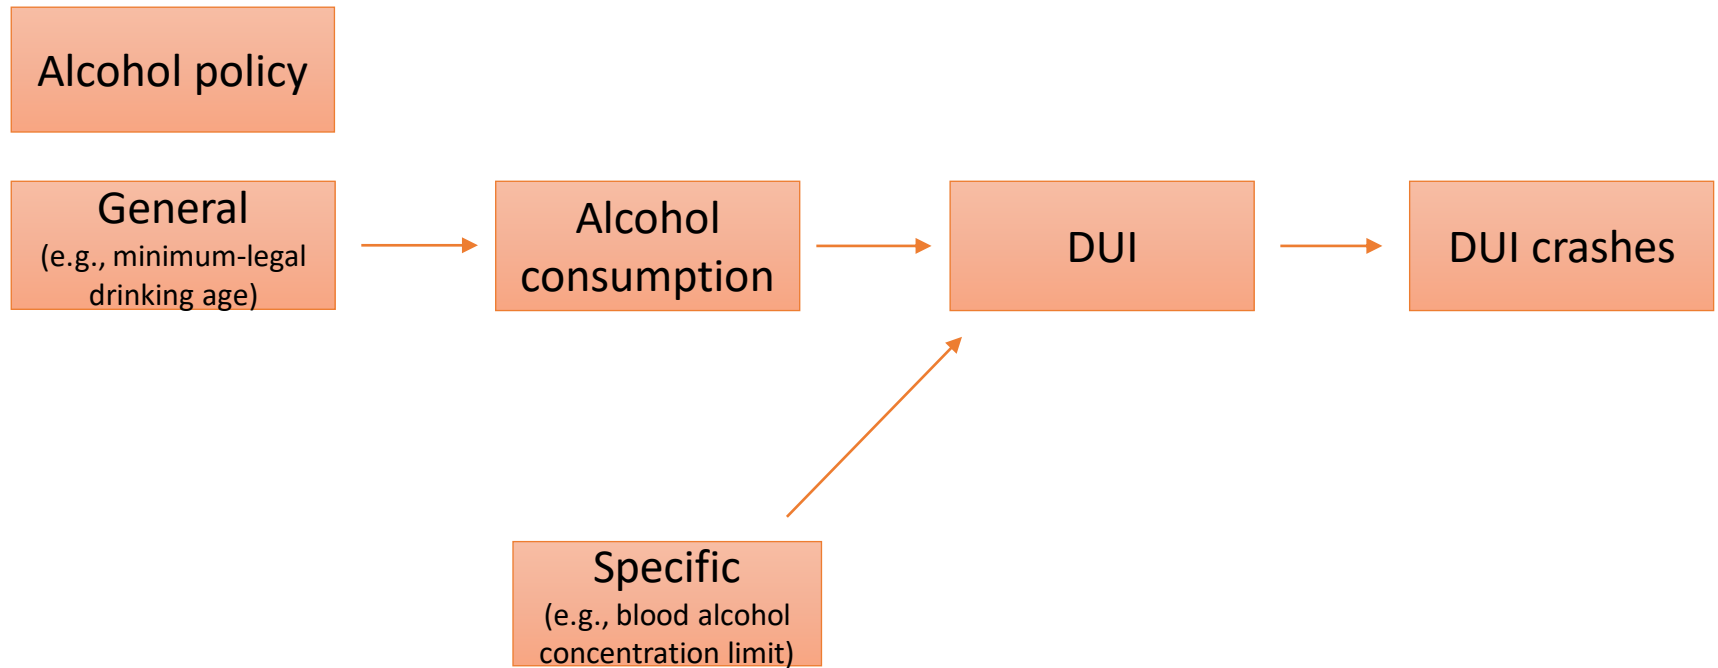 Alcohol policy
General
(e.g., minimum-legal
drinking age)
Alcohol
consumption
DUI
DUI crashes
Specific
(e.g., blood alcohol
concentration limit)